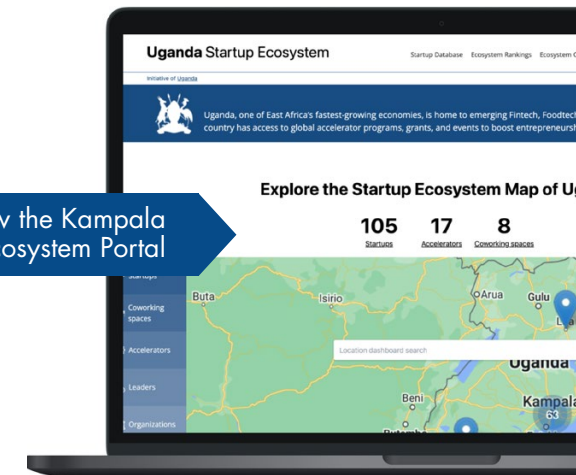 Uganda Startup Ecosystem
Startup Database Ecosystem Rankings Ecosystem
Initiative of Uganda
Uganda, one of East Africa's fastest-growing economies, is home to emerging Fintech, Foodtech
country has access to global accelerator programs, grants, and events to boost
Explore the Startup Ecosystem Map of
105 17 8
Startups Accelerators Coworking spaces
the Kampala
Portal
Startups
Coworking
spaces
Accelerators
Leaders
Organizations
Buta
Isirio
Arua
Gulu
Location dashboard search
Uganda
Beni
Kampala
63